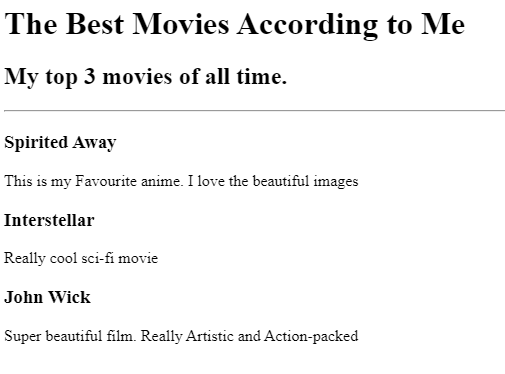 The Best Movies According to Me
My top 3 movies of all time.
Spirited Away
This is my Favourite anime. I love the beautiful images
Interstellar
Really cool sci-fi movie
John Wick
Super beautiful film. Really Artistic and Action-packed